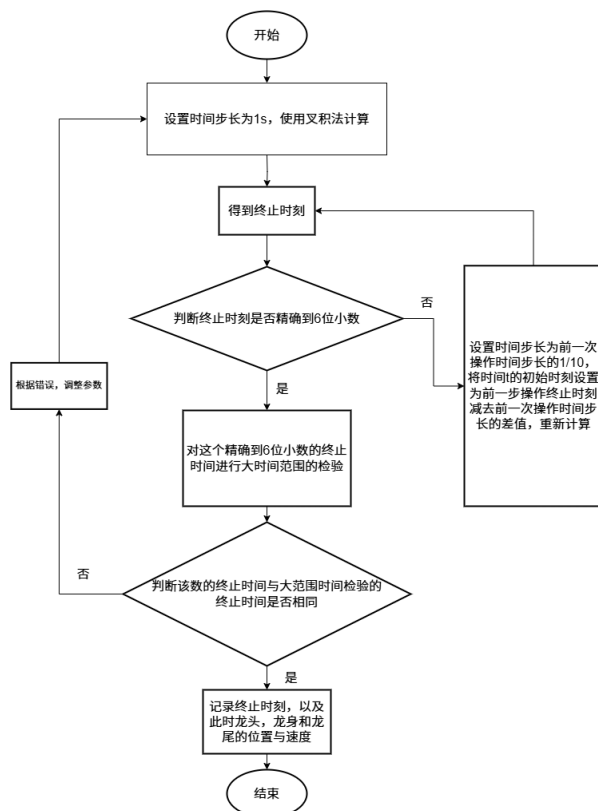 开始
设置时间步长为1s，使用叉积法计算
得到终止时刻
判断终止时刻是否精确到6位小数
否
设置时间步长为前一次
操作时间步长的1/10，
将时间t的初始时刻设置
为前一步操作终止时刻
减去前一次操作时间步
长的差值，重新计算
根据错误，调整参数
是
对这个精确到6位小数的终止
时间进行大时间范围的检验
否
判断该数的终止时间与大范围时间检验的
终止时间是否相同
是
记录终止时刻，以及
此时龙头，龙身和龙
尾的位置与速度
结束